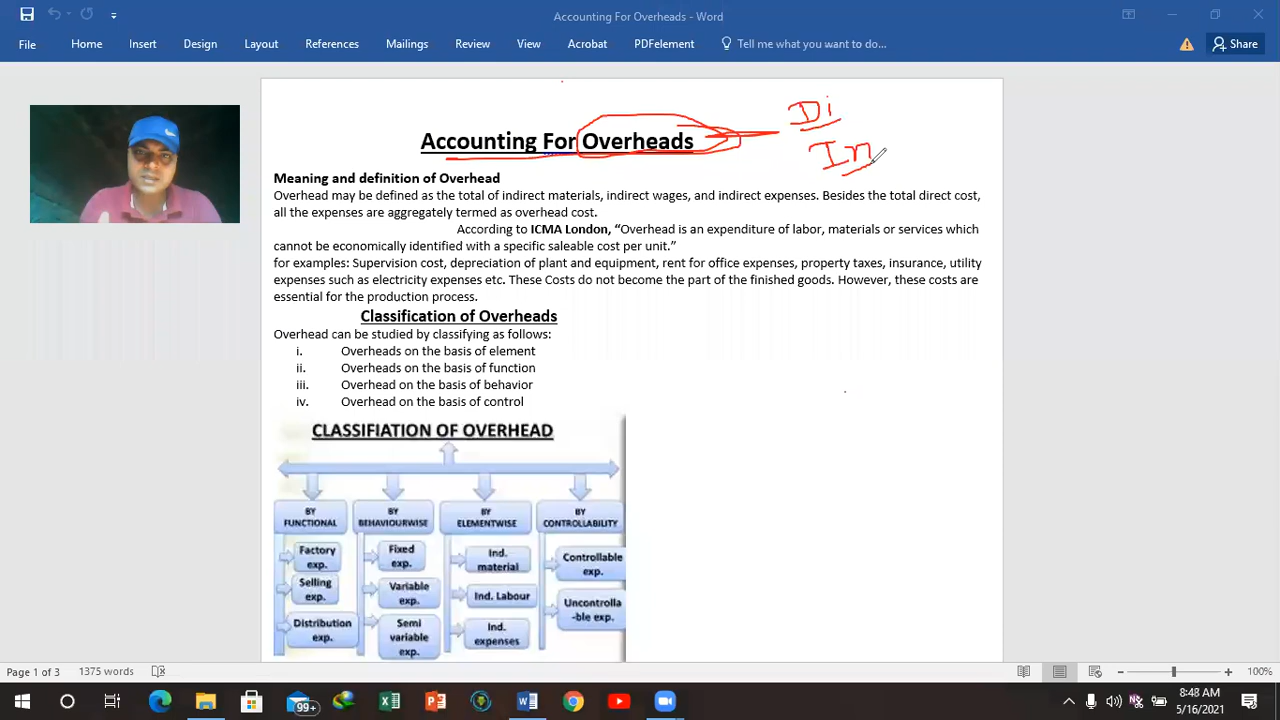 Accounting For Overheads - Word
File Home Insert Design Layout References Mailings Review View Acrobat PDFelement Tell me what you want to do... Share
Di
Accounting For Overheads
In
Meaning and definition of Overhead
Overhead may be defined as the total of indirect materials, indirect wages, and indirect expenses. Besides the total direct cost,
all the expenses are aggregately termed as overhead cost.
According to ICMA London, “Overhead is an expenditure of labor, materials or services which
cannot be economically identified with a specific saleable cost per unit.”
for examples: Supervision cost, depreciation of plant and equipment, rent for office expenses, property taxes, insurance, utility
expenses such as electricity expenses etc. These Costs do not become the part of the finished goods. However, these costs are
essential for the production process.
Classification of Overheads
Overhead can be studied by classifying as follows:
i. Overheads on the basis of element
ii. Overheads on the basis of function
iii. Overhead on the basis of behavior
iv. Overhead on the basis of control
CLASSIFIATION OF OVERHEAD
BY
FUNCTIONAL
Factory
exp.
Selling
exp.
Distribution
exp.
BY
BEHAVIOURWISE
Fixed
exp.
Variable
exp.
Semi
variable
exp.
BY
ELEMENTWISE
Ind.
material
Ind. Labour
Ind.
expenses
BY
CONTROLLABILITY
Controllable
exp.
Uncontrolla
-ble exp.
Page 1 of 3 1375 words 100%
99+
8:48 AM
5/16/2021